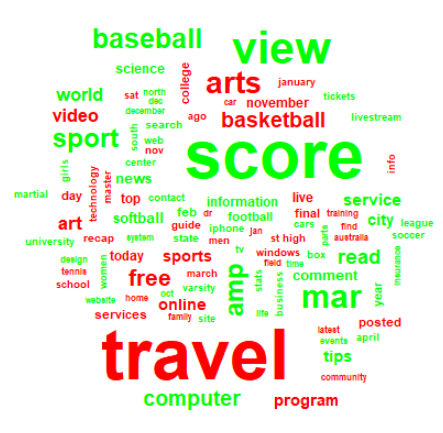 baseball
view
science
college
arts
january
world
sat
north
dec
december
car
november
tickets
video
ago
basketball
livestream
sport
south
web
nov
search
score
info
girls
center
news
martial
day
technology
master
top
contact
information
live
service
art
softball
feb
dr
football
final
training
city
league
guide
iphone
jan
cars
parts
find
soccer
university
recap
system
state
men
st high
australia
design
today
sports
tv
windows
box
read
insurance
tennis
women
free
march
amp
stats
field
time
comment
school
varsity
business
mar
year
website
home
oct
online
services
family
site
life
latest
posted
travel
events
april
tips
community
computer
program